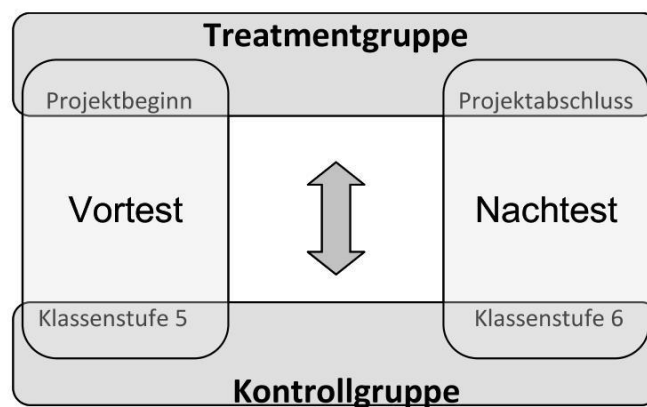 Treatmentgruppe
Projektbeginn
Projektabschluss
Vortest
Nachtest
Klassenstufe 5
Klassenstufe 6
Kontrollgruppe